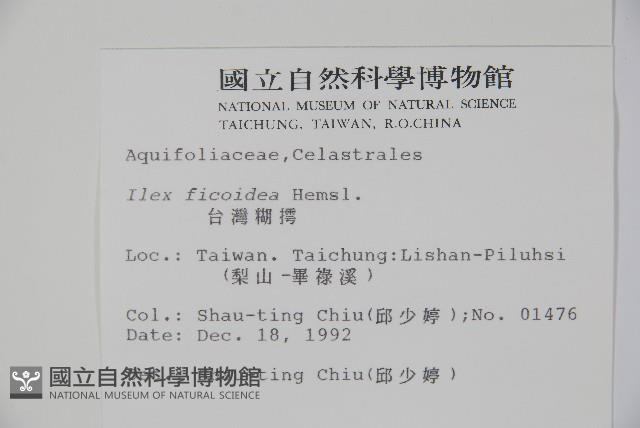 國立自然科學博物館
NATIONAL MUSEUM OF NATURAL SCIENCE
TAICHUNG, TAIWAN, R.O.CHINA
Aquifoliaceae,Celastrales
Ilex ficoidea Hemsl.
台灣糊樗
Loc.: Taiwan. Taichung:Lishan-Piluhsi
(梨山-畢祿溪)
Col.: Shau-ting Chiu(邱少婷);No. 01476
Date: Dec. 18, 1992
-ting Chiu(邱少婷)
國立自然科學博物館
NATIONAL MUSEUM OF NATURAL SCIENCE